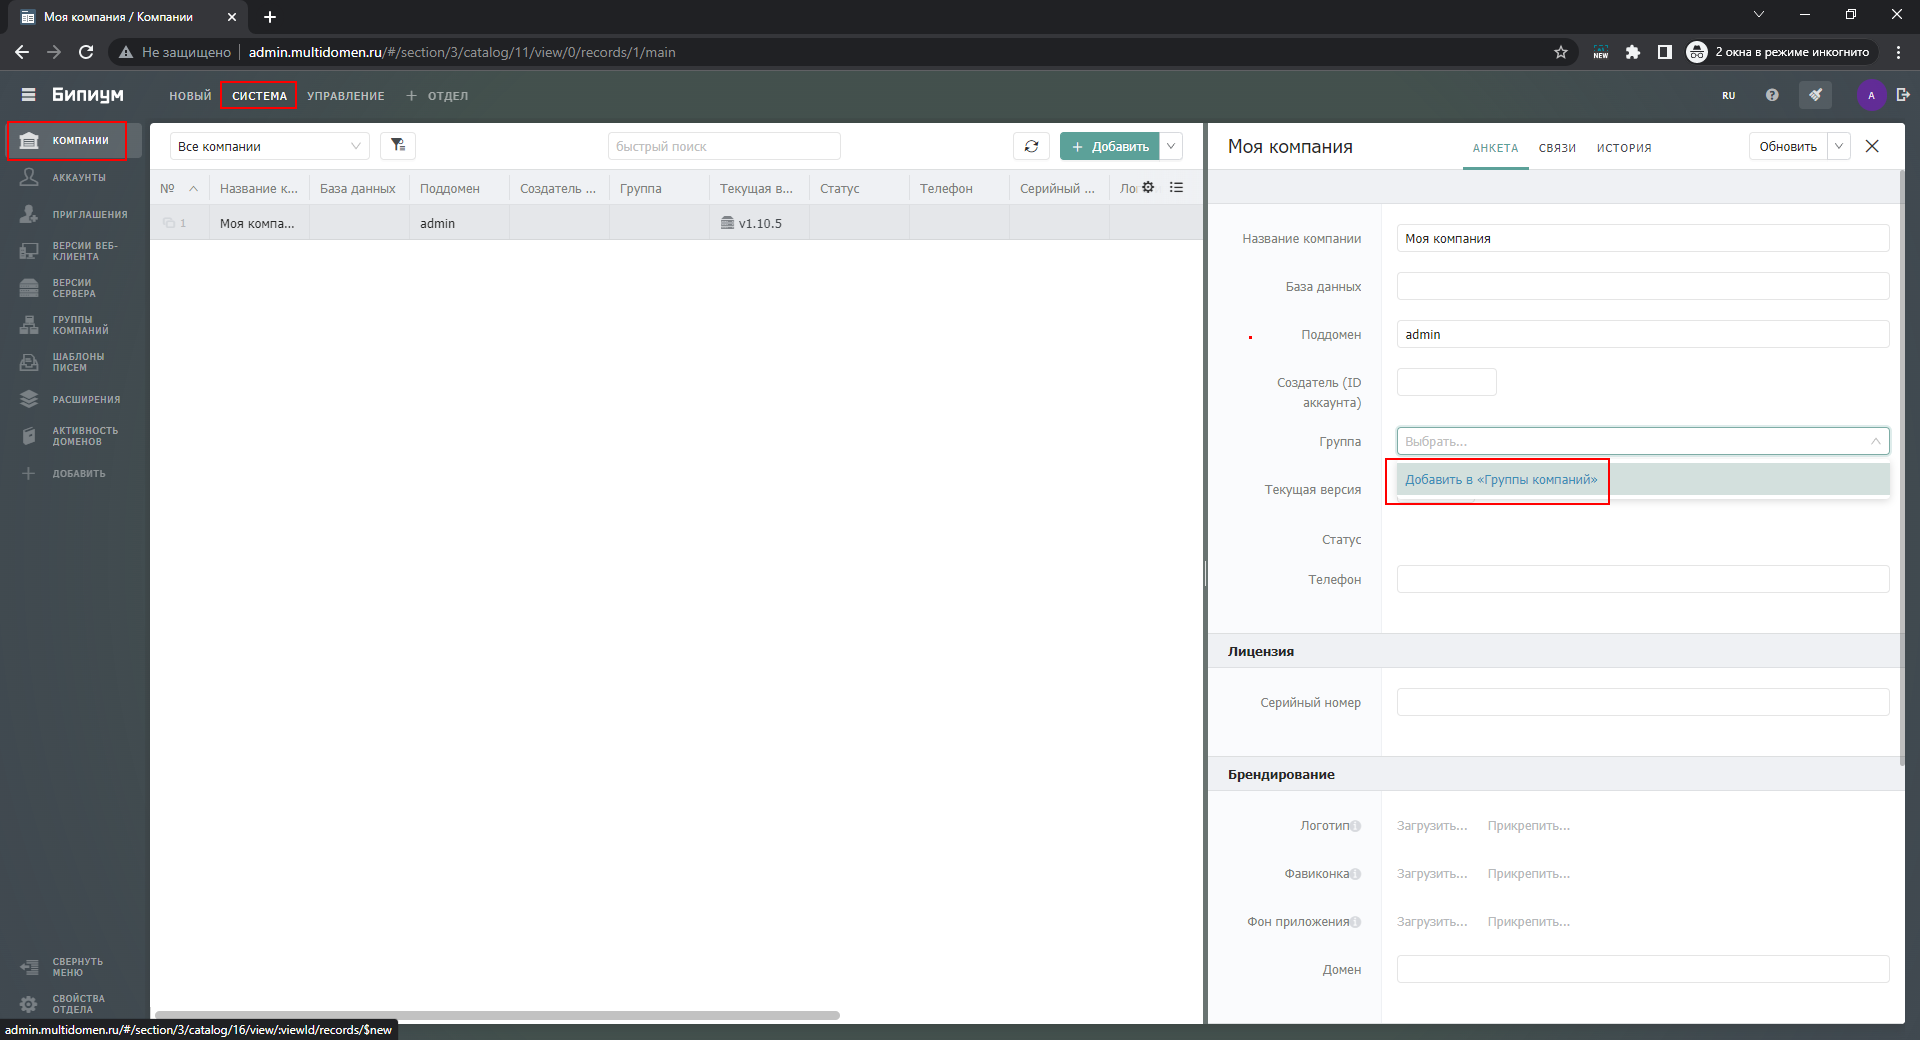 Моя компания / Компании
Не защищено
admin.multidomen.ru/#/section/3/catalog/11/view/0/records/1/main
NEW
2 окна в режиме инкогнито
Бипиум
НОВЫЙ
СИСТЕМА
УПРАВЛЕНИЕ
+ ОТДЕЛ
RU
?
А
КОМПАНИИ
АККАУНТЫ
ПРИГЛАШЕНИЯ
ВЕРСИИ ВЕБ-
КЛИЕНТА
ВЕРСИИ
СЕРВЕРА
ГРУППЫ
КОМПАНИЙ
ШАБЛОНЫ
ПИСЕМ
РАСШИРЕНИЯ
АКТИВНОСТЬ
ДОМЕНОВ
+ ДОБАВИТЬ
СВЕРНУТЬ
МЕНЮ
СВОЙСТВА
ОТДЕЛА
admin.multidomen.ru/#/section/3/catalog/16/view/:viewId/records/$new
Все компании
быстрый поиск
+ Добавить
№
Название к...
База данных
Поддомен
Создатель ...
Группа
Текущая в...
Статус
Телефон
Серийный ...
Ло
1
Моя компа...
admin
v1.10.5
Моя компания
АНКЕТА
СВЯЗИ
ИСТОРИЯ
Обновить
Название компании
Моя компания
База данных
Поддомен
admin
Создатель (ID
аккаунта)
Группа
Выбрать...
Добавить в «Группы компаний»
Текущая версия
Статус
Телефон
Лицензия
Серийный номер
Брендирование
Логотип
Загрузить...
Прикрепить...
Фавиконка
Загрузить...
Прикрепить...
Фон приложения
Загрузить...
Прикрепить...
Домен